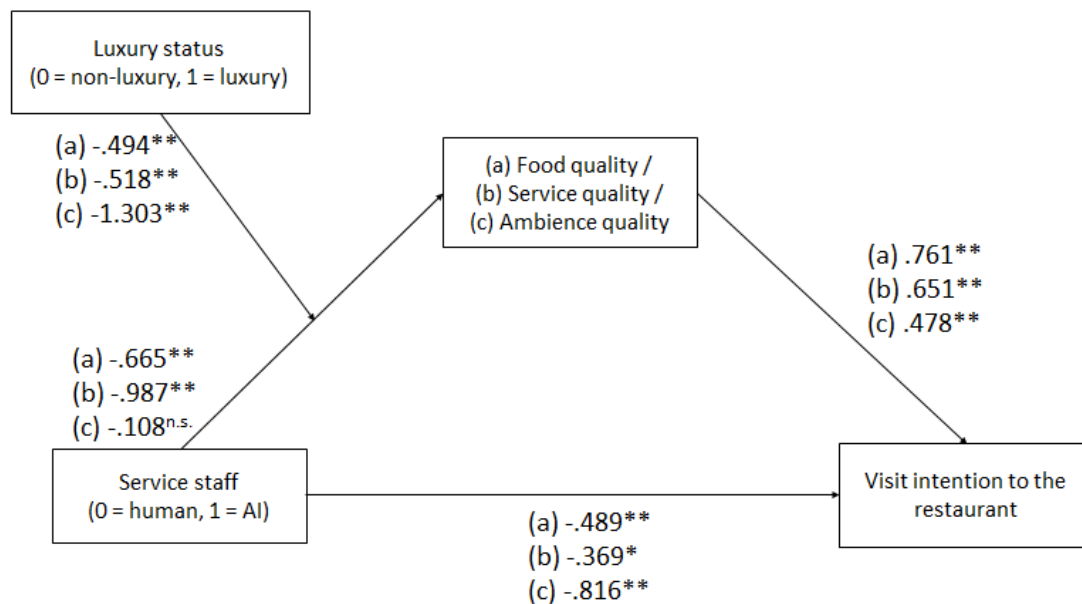 Luxury status
(0 = non-luxury, 1 = luxury)
(a) -.494**
(b) -.518**
(c) -1.303**
(a) Food quality /
(b) Service quality /
(c) Ambience quality
(a) .761**
(b) .651**
(c) .478**
(a) -.665**
(b) -.987**
(c) -.108n.s.
Service staff
(0 = human, 1 = AI)
Visit intention to the
restaurant
(a) -.489**
(b) -.369*
(c) -.816**